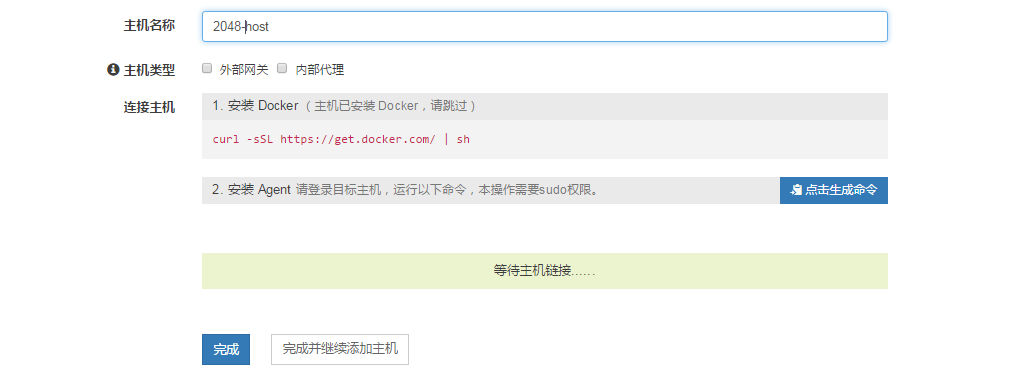 主机名称 2048-host
主机类型 外部网关 内部代理
连接主机 1. 安装 Docker （主机已安装 Docker，请跳过）
curl -sSL https://get.docker.com/ | sh
2. 安装 Agent 请登录目标主机，运行以下命令，本操作需要sudo权限。 点击生成命令
等待主机链接......
完成 完成并继续添加主机